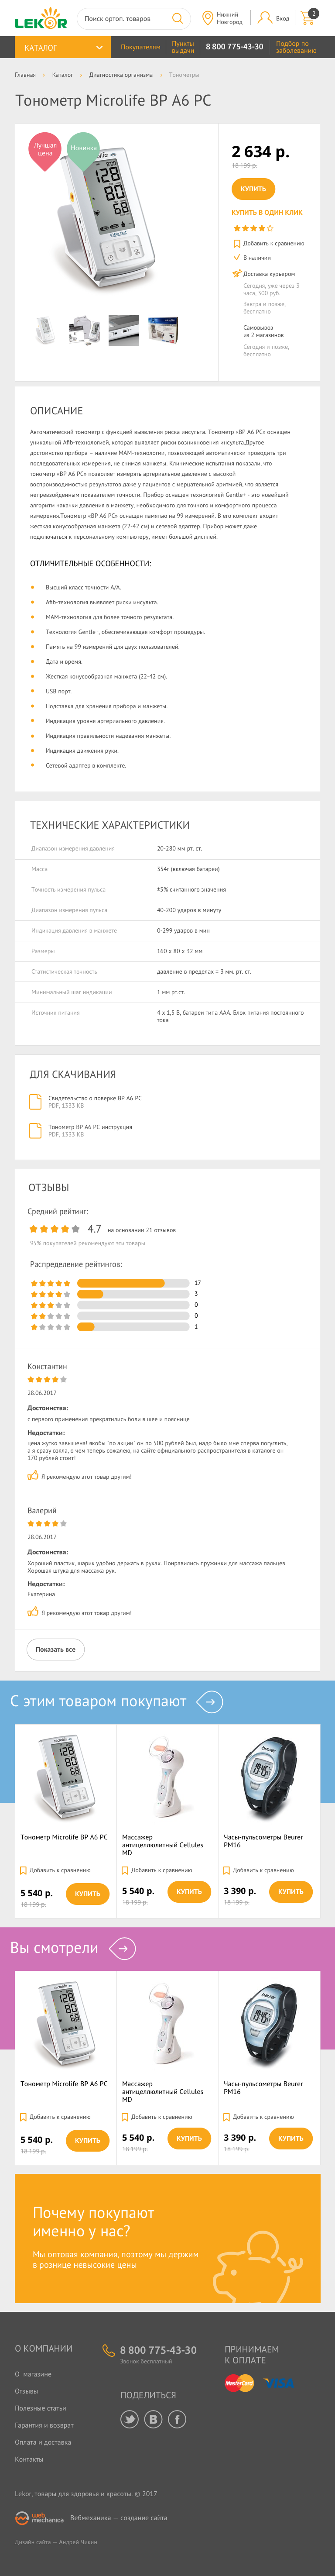 LEKOR
Поиск ортоп. товаров
Нижний
Новгород
Вход
2
КАТАЛОГ
Покупателям
Пункты
выдачи
8 800 775-43-30
Подбор по
заболеванию
Главная
Каталог
Диагностика организма
Тонометры
Тонометр Microlife BP A6 PC
Лучшая
цена
Новинка
2 634 р.
18 199 р.
КУПИТЬ
КУПИТЬ В ОДИН КЛИК
Добавить к сравнению
В наличии
Доставка курьером
Сегодня, уже через 3
часа, 300 руб.
Завтра и позже,
бесплатно
Самовывоз
из 2 магазинов
Сегодня и позже,
бесплатно
ОПИСАНИЕ
Автоматический тонометр с функцией выявления риска инсульта. Тонометр «BP A6 PC» оснащен
уникальной Afib-технологией, которая выявляет риски возникновения инсульта.Другое
достоинство прибора – наличие МАМ-технологии, позволяющей автоматически проводить три
последовательных измерения, не снимая манжеты. Клинические испытания показали, что
тонометр «BP A6 PC» позволяет измерять артериальное давление с высокой
воспроизводимостью результатов даже у пациентов с мерцательной аритмией, что является
непревзойдённым показателем точности. Прибор оснащен технологией Gentle+ - это новейший
алгоритм накачки давления в манжету, необходимого для точного и комфортного процесса
измерения.Тонометр «BP A6 PC» оснащен памятью на 99 измерений. В его комплект входит
жесткая конусообразная манжета (22-42 см) и сетевой адаптер. Прибор может даже
подключаться к персональному компьютеру, имеет большой дисплей.
ОТЛИЧИТЕЛЬНЫЕ ОСОБЕННОСТИ:
Высший класс точности А/А.
Afib-технология выявляет риски инсульта.
МАМ-технология для более точного результата.
Технология Gentle+, обеспечивающая комфорт процедуры.
Память на 99 измерений для двух пользователей.
Дата и время.
Жесткая конусообразная манжета (22-42 см).
USB порт.
Подставка для хранения прибора и манжеты.
Индикация уровня артериального давления.
Индикация правильности надевания манжеты.
Индикация движения руки.
Сетевой адаптер в комплекте.
ТЕХНИЧЕСКИЕ ХАРАКТЕРИСТИКИ
Диапазон измерения давления 20-280 мм рт. ст.
Масса 354г (включая батареи)
Точность измерения пульса ±5% считанного значения
Диапазон измерения пульса 40-200 ударов в минуту
Индикация давления в манжете 0-299 ударов в мин
Размеры 160 x 80 x 32 мм
Статистическая точность давление в пределах ± 3 мм. рт. ст.
Минимальный шаг индикации 1 мм рт.ст.
Источник питания 4 x 1,5 В, батареи типа ААА. Блок питания постоянного
тока
ДЛЯ СКАЧИВАНИЯ
Свидетельство о поверке BP A6 PC
PDF, 1333 KB
Тонометр BP A6 PC инструкция
PDF, 1333 KB
ОТЗЫВЫ
Средний рейтинг:
4.7 на основании 21 отзывов
95% покупателей рекомендуют эти товары
Распределение рейтингов:
17
3
0
0
1
Константин
28.06.2017
Достоинства:
с первого применения прекратились боли в шее и пояснице
Недостатки:
цена жутко завышена! якобы "по акции" он по 500 рублей был, надо было мне сперва погуглить,
а я сразу взяла, о чем теперь сожалею, на сайте официального распространителя в каталоге он
170 рублей стоит!
Я рекомендую этот товар другим!
Валерий
28.06.2017
Достоинства:
Хороший пластик, шарик удобно держать в руках. Понравились пружинки для массажа пальцев.
Хорошая штука для массажа рук.
Недостатки:
Екатерина
Я рекомендую этот товар другим!
Показать все
С этим товаром покупают
Тонометр Microlife BP A6 PC
Добавить к сравнению
5 540 р.
18 199 р.
КУПИТЬ
Массажер
антицеллюлитный Cellules
MD
Добавить к сравнению
5 540 р.
18 199 р.
КУПИТЬ
Часы-пульсометры Beurer
PM16
Добавить к сравнению
3 390 р.
18 199 р.
КУПИТЬ
Вы смотрели
Тонометр Microlife BP A6 PC
Добавить к сравнению
5 540 р.
18 199 р.
КУПИТЬ
Массажер
антицеллюлитный Cellules
MD
Добавить к сравнению
5 540 р.
18 199 р.
КУПИТЬ
Часы-пульсометры Beurer
PM16
Добавить к сравнению
3 390 р.
18 199 р.
КУПИТЬ
Почему покупают
именно у нас?
Мы оптовая компания, поэтому мы держим
в рознице невысокие цены
О КОМПАНИИ
О магазине
Отзывы
Полезные статьи
Гарантия и возврат
Оплата и доставка
Контакты
8 800 775-43-30
Звонок бесплатный
ПОДЕЛИТЬСЯ
ПРИНИМАЕМ
К ОПЛАТЕ
MasterCard
VISA
Lekor, товары для здоровья и красоты. © 2017
web
mechanica
Вебмеханика — создание сайта
Дизайн сайта — Андрей Чинин